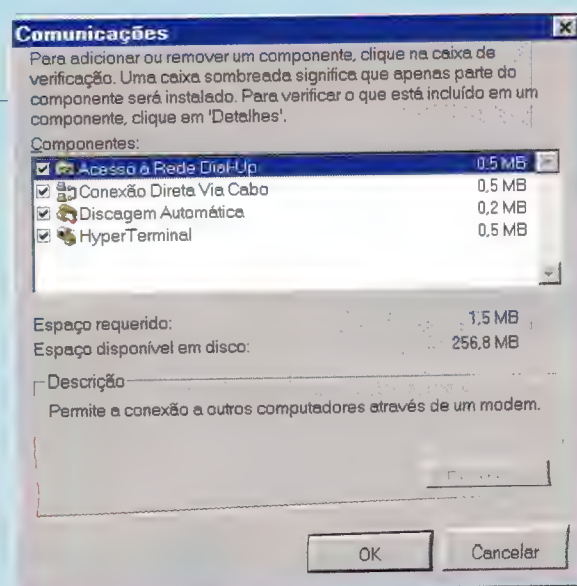 Comunicações
Para adicionar ou remover um componente, clique na caixa de
verificação. Uma caixa sombreada significa que apenas parte do
componente será instalado. Para verificar o que está incluído em um
componente, clique em 'Detalhes'.
Componentes:
Acesso à Rede Dial-Up 0,5 MB
Conexão Direta Via Cabo 0,5 MB
Discagem Automática 0,2 MB
HyperTerminal 0,5 MB
Espaço requerido: 1,5 MB
Espaço disponível em disco: 256,8 MB
Descrição
Permite a conexão a outros computadores através de um modem.
OK
Cancelar